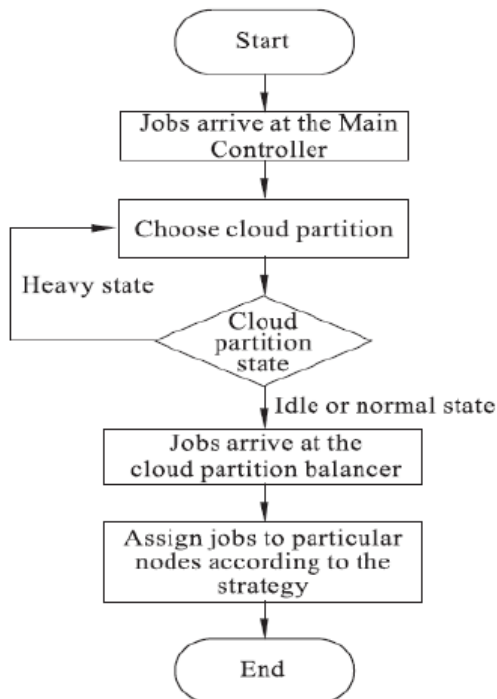 Start
Jobs arrive at the Main
Controller
Choose cloud partition
Heavy state
Cloud
partition
state
Idle or normal state
Jobs arrive at the
cloud partition balancer
Assign jobs to particular
nodes according to the
strategy
End